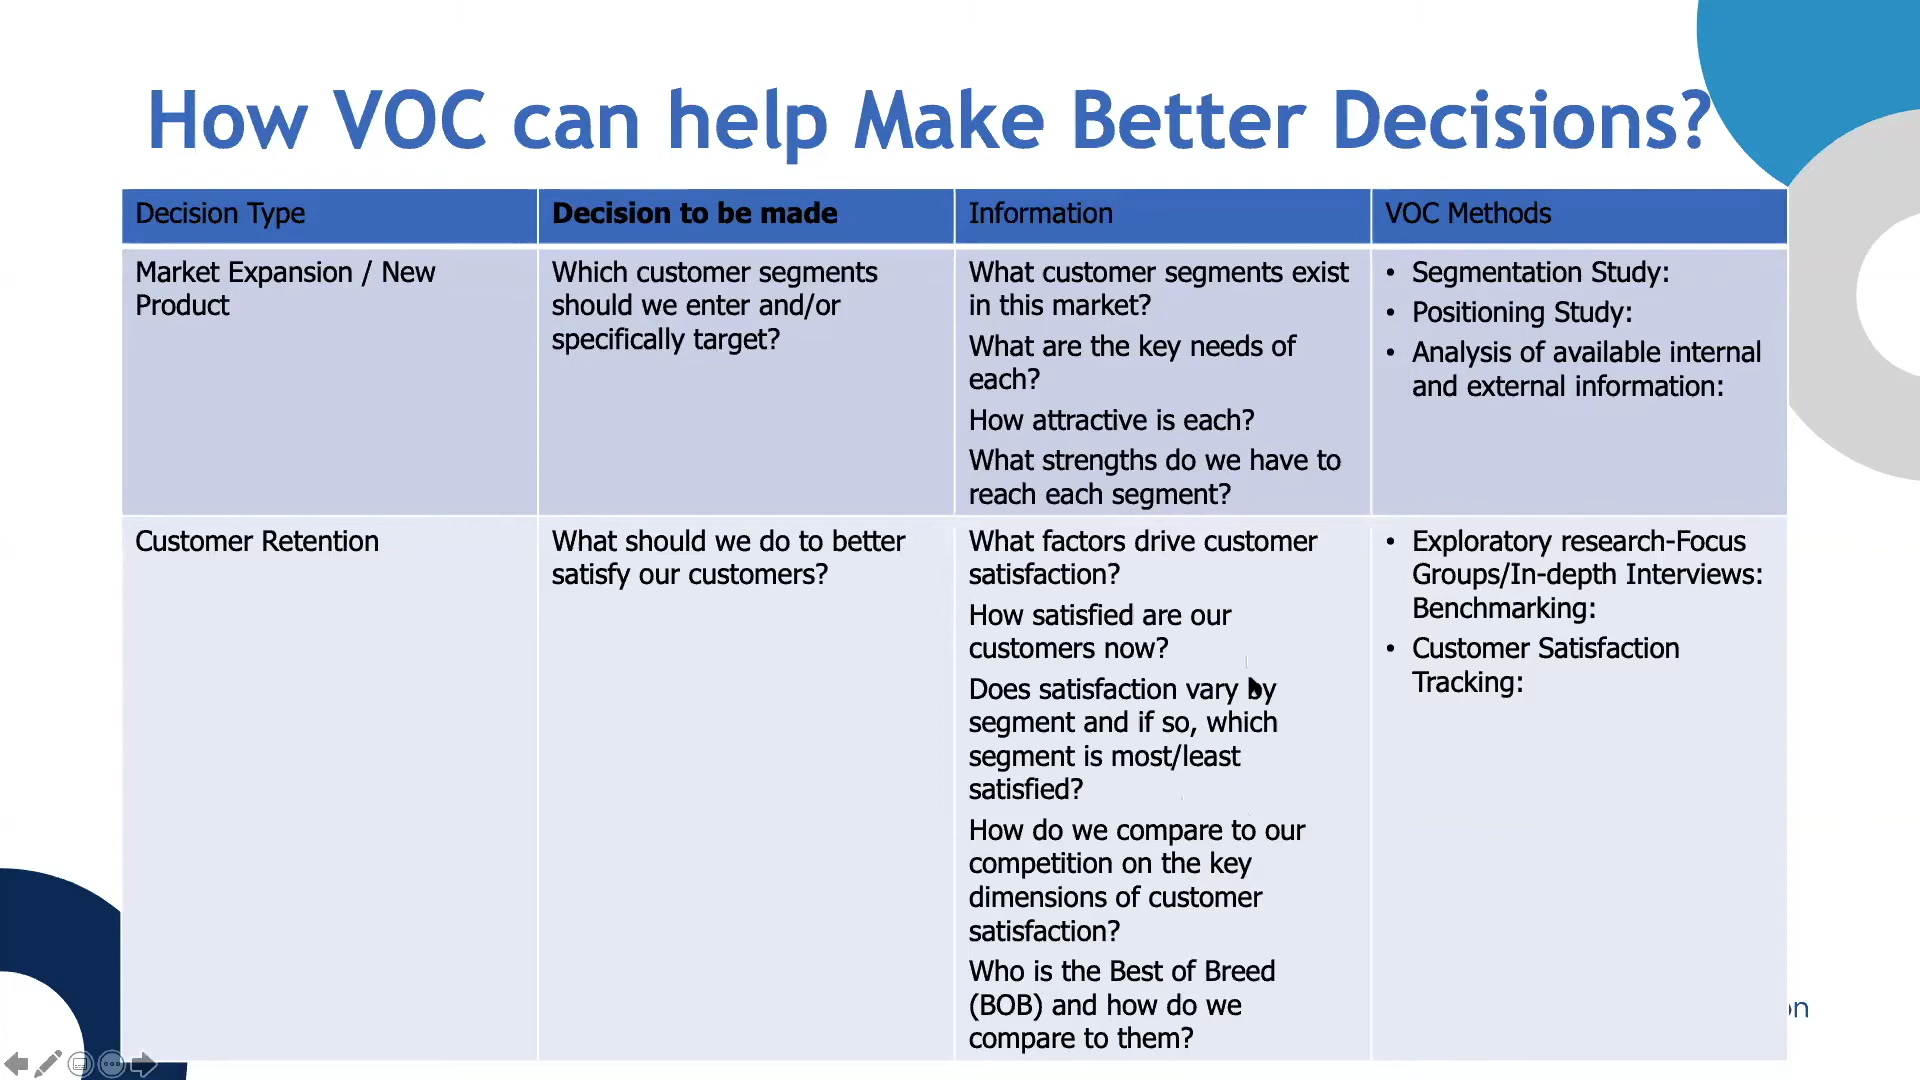 How VOC can help Make Better Decisions?
Decision Type
Decision to be made
Information
VOC Methods
Market Expansion / New
Product
Which customer segments
should we enter and/or
specifically target?
What customer segments exist
in this market?
What are the key needs of
each?
How attractive is each?
What strengths do we have to
reach each segment?
• Segmentation Study:
• Positioning Study:
• Analysis of available internal
and external information:
Customer Retention
What should we do to better
satisfy our customers?
What factors drive customer
satisfaction?
How satisfied are our
customers now?
Does satisfaction vary by
segment and if so, which
segment is most/least
satisfied?
How do we compare to our
competition on the key
dimensions of customer
satisfaction?
Who is the Best of Breed
(BOB) and how do we
compare to them?
• Exploratory research-Focus
Groups/In-depth Interviews:
Benchmarking:
• Customer Satisfaction
Tracking: